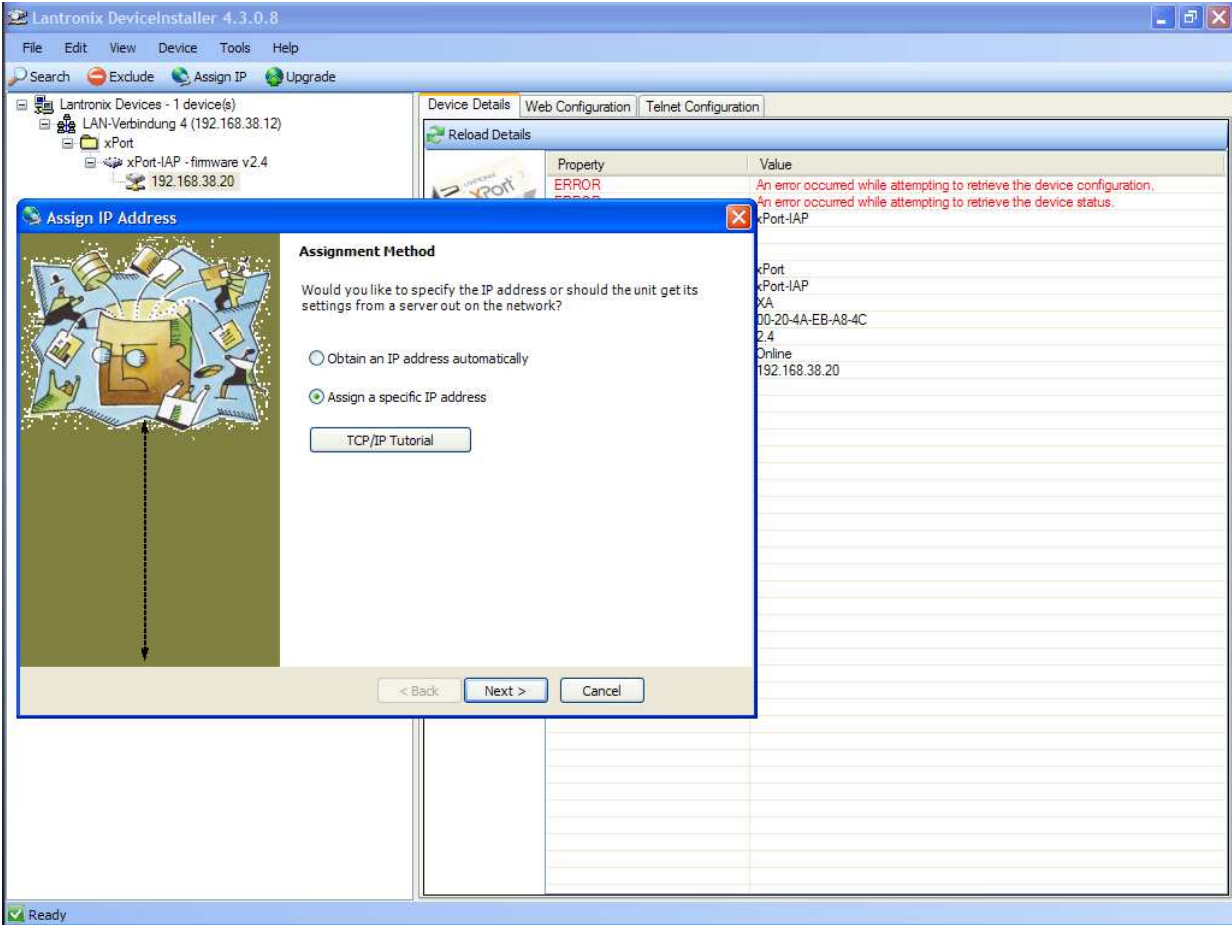 Lantronix DeviceInstaller 4.3.0.8
File Edit View Device Tools Help
Search Exclude Assign IP Upgrade
Lantronix Devices - 1 device(s)
LAN-Verbindung 4 (192.168.38.12)
xPort
xPort-IAP - firmware v2.4
192.168.38.20
Device Details Web Configuration Telnet Configuration
Reload Details
xPort
Property Value
ERROR An error occurred while attempting to retrieve the device configuration.
ERROR An error occurred while attempting to retrieve the device status.
xPort-IAP
xPort
xPort-IAP
XA
00-20-4A-EB-A8-4C
2.4
Online
192.168.38.20
Assign IP Address
Assignment Method
Would you like to specify the IP address or should the unit get its
settings from a server out on the network?
Obtain an IP address automatically
Assign a specific IP address
TCP/IP Tutorial
< Back Next > Cancel
Ready